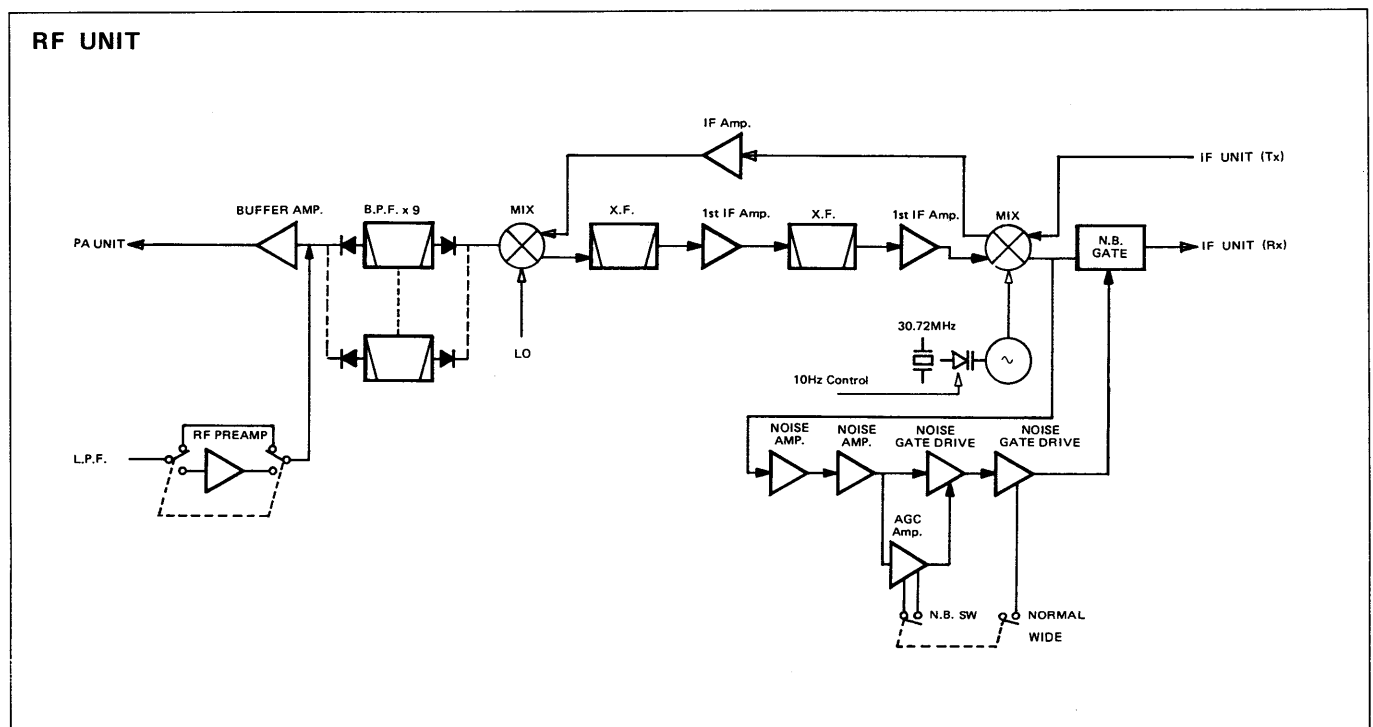 RF UNIT
IF Amp.
IF UNIT (Tx)
BUFFER AMP.
B.P.F. x 9
MIX
X.F.
1st IF Amp.
X.F.
1st IF Amp.
MIX
PA UNIT
N.B.
GATE
IF UNIT (Rx)
30.72MHz
LO
10Hz Control
~
RF PREAMP
L.P.F.
NOISE
AMP.
NOISE
AMP.
NOISE
GATE DRIVE
NOISE
GATE DRIVE
AGC
Amp.
N.B. SW
NORMAL
WIDE